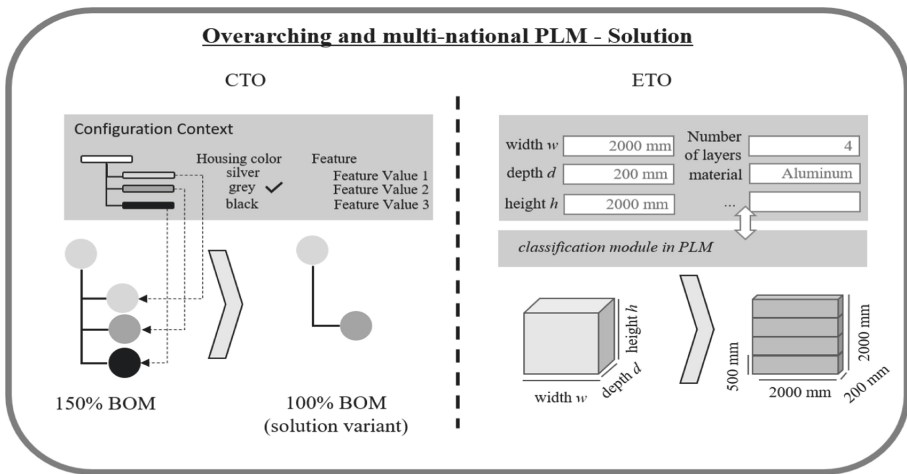 Overarching and multi-national PLM - Solution
CTO
Configuration Context
Housing color
silver
grey
black
Feature
Feature Value 1
Feature Value 2
Feature Value 3
150% BOM
100% BOM
(solution variant)
ETO
width w
2000 mm
depth d
200 mm
height h
2000 mm
Number
of layers
4
material
Aluminum
...
classification module in PLM
height h
depth d
width w
500 mm
2000 mm
200 mm
2000 mm